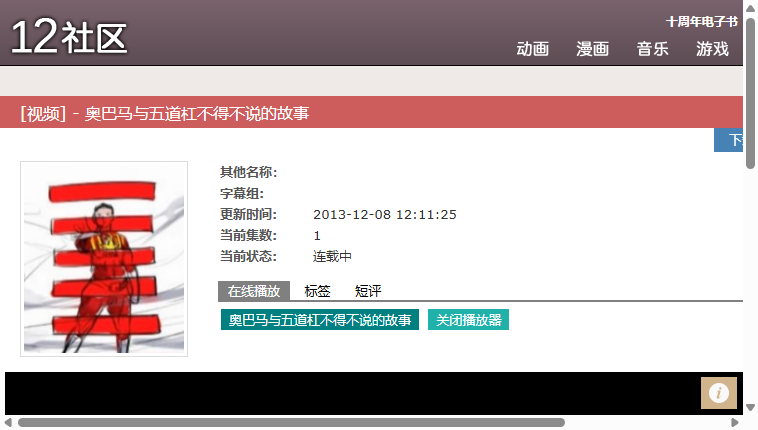 12社区
十周年电子书
动画 漫画 音乐 游戏
[视频] - 奥巴马与五道杠不得不说的故事
其他名称:
字幕组:
更新时间: 2013-12-08 12:11:25
当前集数: 1
当前状态: 连载中
在线播放 标签 短评
奥巴马与五道杠不得不说的故事 关闭播放器